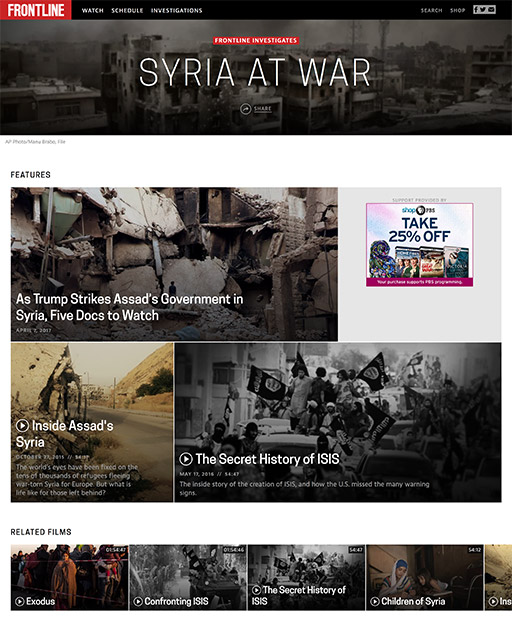 FRONTLINE WATCH SCHEDULE INVESTIGATIONS SEARCH SHOP
FRONTLINE INVESTIGATES
SYRIA AT WAR
SHARE
AP Photo/Manu Brabo, File
FEATURES
As Trump Strikes Assad's Government in
Syria, Five Docs to Watch
APRIL 7, 2017
SUPPORT PROVIDED BY
shop PBS
TAKE
25% OFF
Your purchase supports PBS programming.
Inside Assad's
Syria
OCTOBER 27, 2015 // 54:17
The world's eyes have been fixed on the
tens of thousands of refugees fleeing
war-torn Syria for Europe. But what is
life like for those left behind?
The Secret History of ISIS
MAY 17, 2016 // 54:47
The inside story of the creation of ISIS, and how the U.S. missed the many warning
signs.
RELATED FILMS
01:54:47
Exodus
01:54:46
Confronting ISIS
54:47
The Secret History of
ISIS
54:12
Children of Syria
Ins